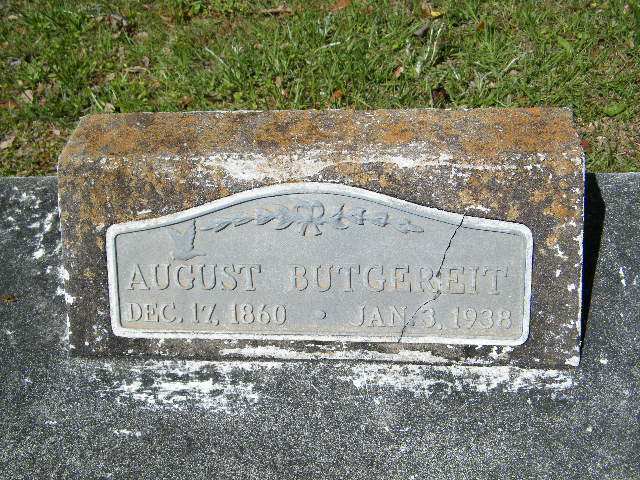 AUGUST BUTGEREIT
DEC. 17, 1860 · JAN. 3, 1938